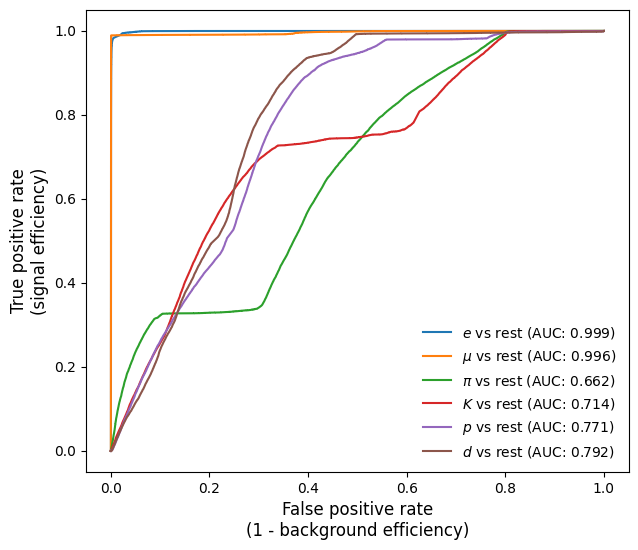 True positive rate
(signal efficiency)
1.0
0.8
0.6
0.4
0.2
0.0
e vs rest (AUC: 0.999)
μ vs rest (AUC: 0.996)
π vs rest (AUC: 0.662)
K vs rest (AUC: 0.714)
p vs rest (AUC: 0.771)
d vs rest (AUC: 0.792)
0.0 0.2 0.4 0.6 0.8 1.0
False positive rate
(1 - background efficiency)